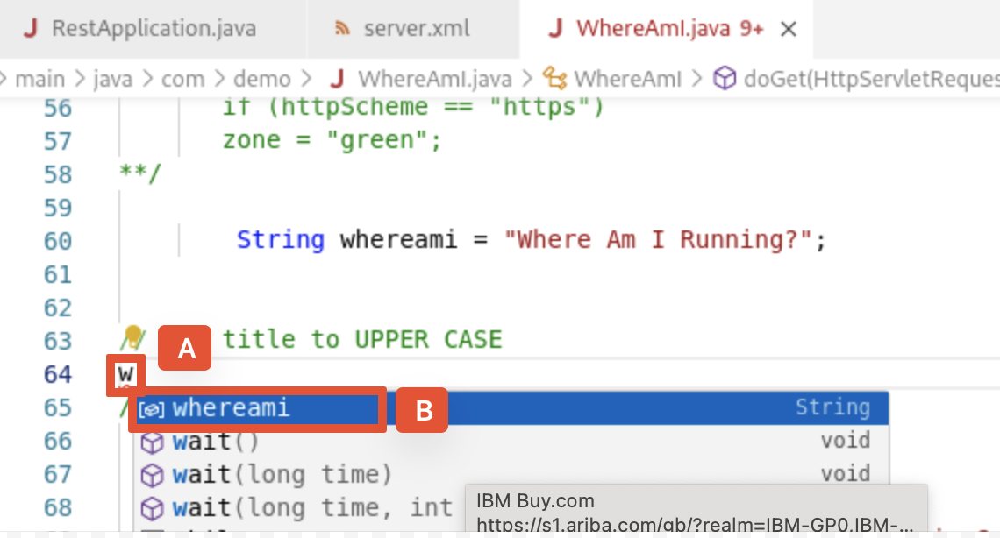 RestApplication.java server.xml WhereAmI.java 9+
main java com demo WhereAmI.java WhereAmI doGet(HttpServletReques
56 if (httpScheme == "https")
57 zone = "green";
58 **/
59
60 String whereami = "Where Am I Running?";
61
62
63 // title to UPPER CASE
A
64 w
65 / whereami String
B
66 wait() void
67 wait(long time) void
68 wait(long time, int
IBM Buy.com
https://s1.ariba.com/gb/?realm=IBM-GP0.IBM-...